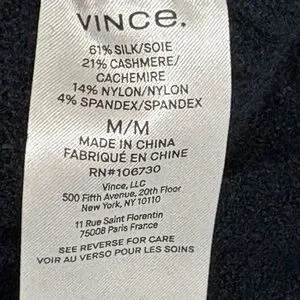 VINCE.
61% SILK/SOIE
21% CASHMERE/
CACHEMIRE
14% NYLON/NYLON
4% SPANDEX/SPANDEX
M/M
MADE IN CHINA
FABRIQUÉ EN CHINE
RN#106730
Vince, LLC
500 Fifth Avenue, 20th Floor
New York, NY 10110
11 Rue Saint Florentin
75008 Paris France
SEE REVERSE FOR CARE
VOIR AU VERSO POUR LES SOINS